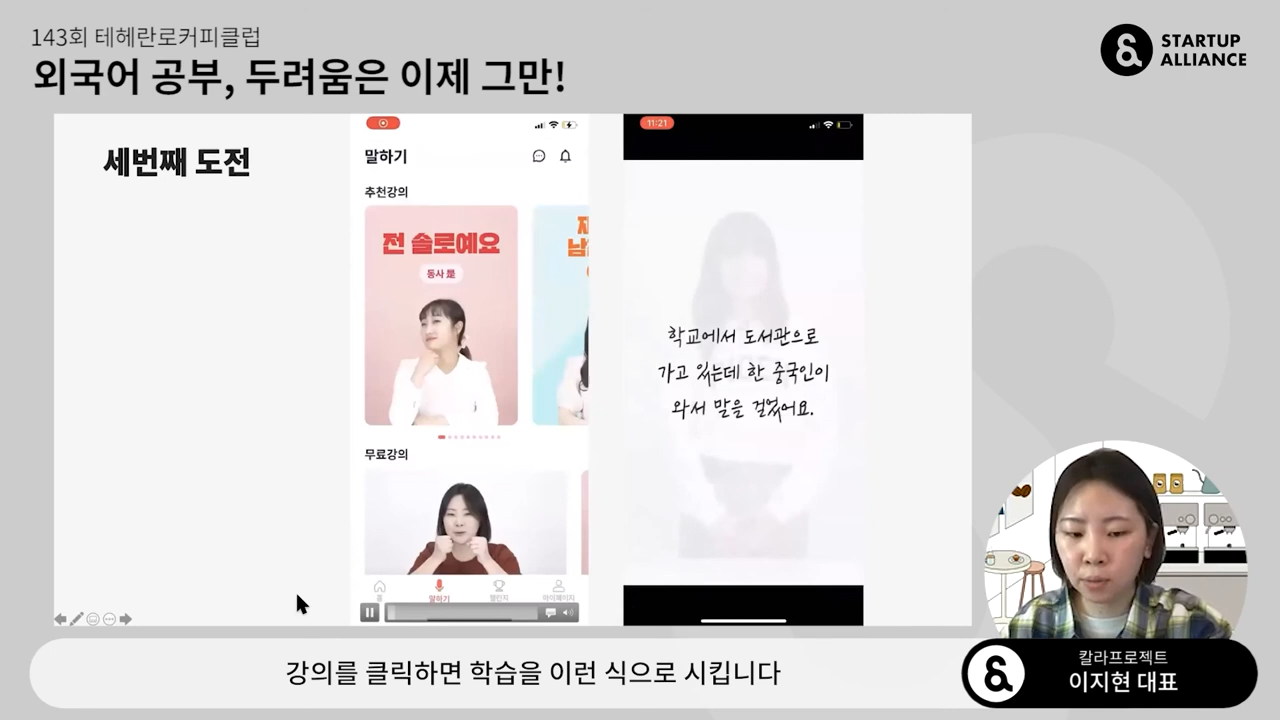 143회 테헤란로커피클럽
외국어 공부, 두려움은 이제 그만!
STARTUP
ALLIANCE
세번째 도전
말하기
추천강의
전 솔로예요
동사 是
무료강의
홈
말하기
챌린지
마이페이지
11:21
학교에서 도서관으로
가고 있는데 한 중국인이
와서 말을 걸었어요.
강의를 클릭하면 학습을 이런 식으로 시킵니다
칼라프로젝트
이지현 대표